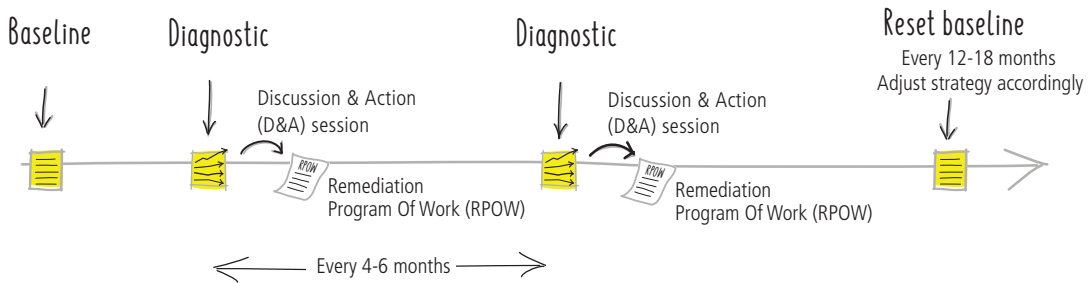 Baseline
Diagnostic
Diagnostic
Reset baseline
Every 12-18 months
Adjust strategy accordingly
Discussion & Action
(D&A) session
Discussion & Action
(D&A) session
RPOW
Remediation
Program Of Work (RPOW)
RPOW
Remediation
Program Of Work (RPOW)
Every 4-6 months